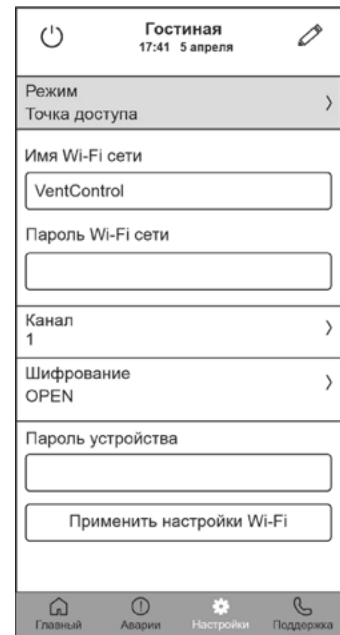 Гостиная
17:41 5 апреля
Режим
Точка доступа
Имя Wi-Fi сети
VentControl
Пароль Wi-Fi сети
Канал
1
Шифрование
OPEN
Пароль устройства
Применить настройки Wi-Fi
Главный Аварии Настройки Поддержка